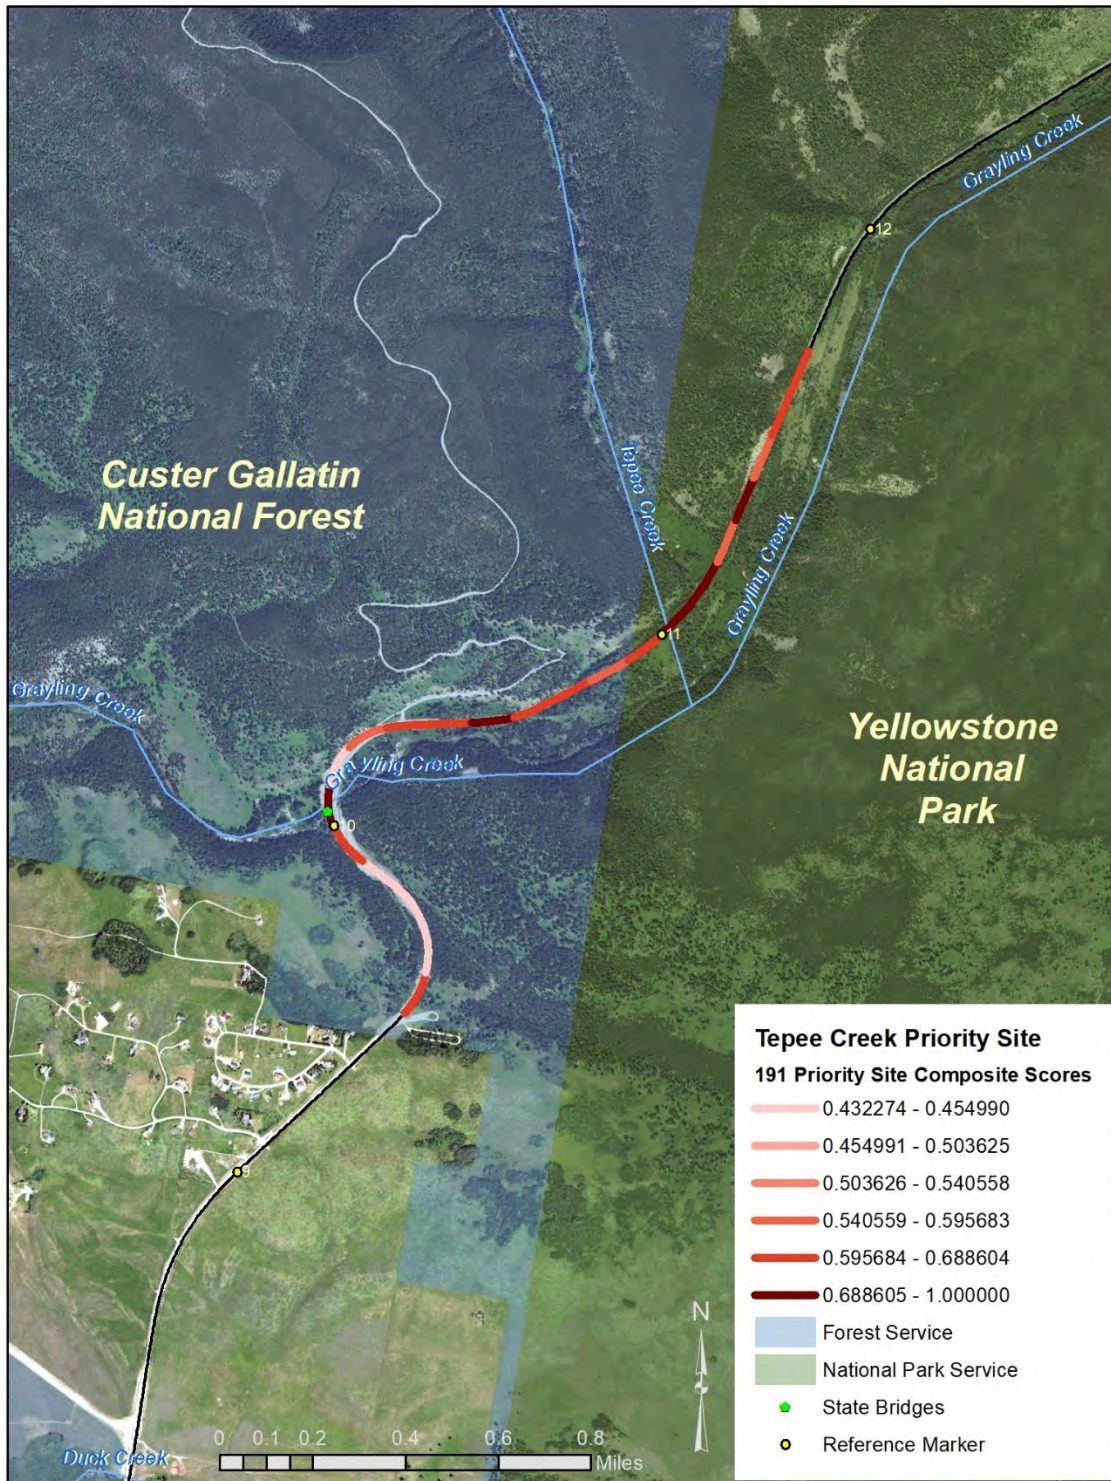 Grayling Creek
12
Custer Gallatin
National Forest
Tepee Creek
Grayling Creek
11
Grayling Creek
Yellowstone
National
Park
Grayling Creek
10
9
Tepee Creek Priority Site
191 Priority Site Composite Scores
0.432274 - 0.454990
0.454991 - 0.503625
0.503626 - 0.540558
0.540559 - 0.595683
0.595684 - 0.688604
0.688605 - 1.000000
Forest Service
National Park Service
State Bridges
Reference Marker
N
0 0.1 0.2 0.4 0.6 0.8
Miles
Duck Creek